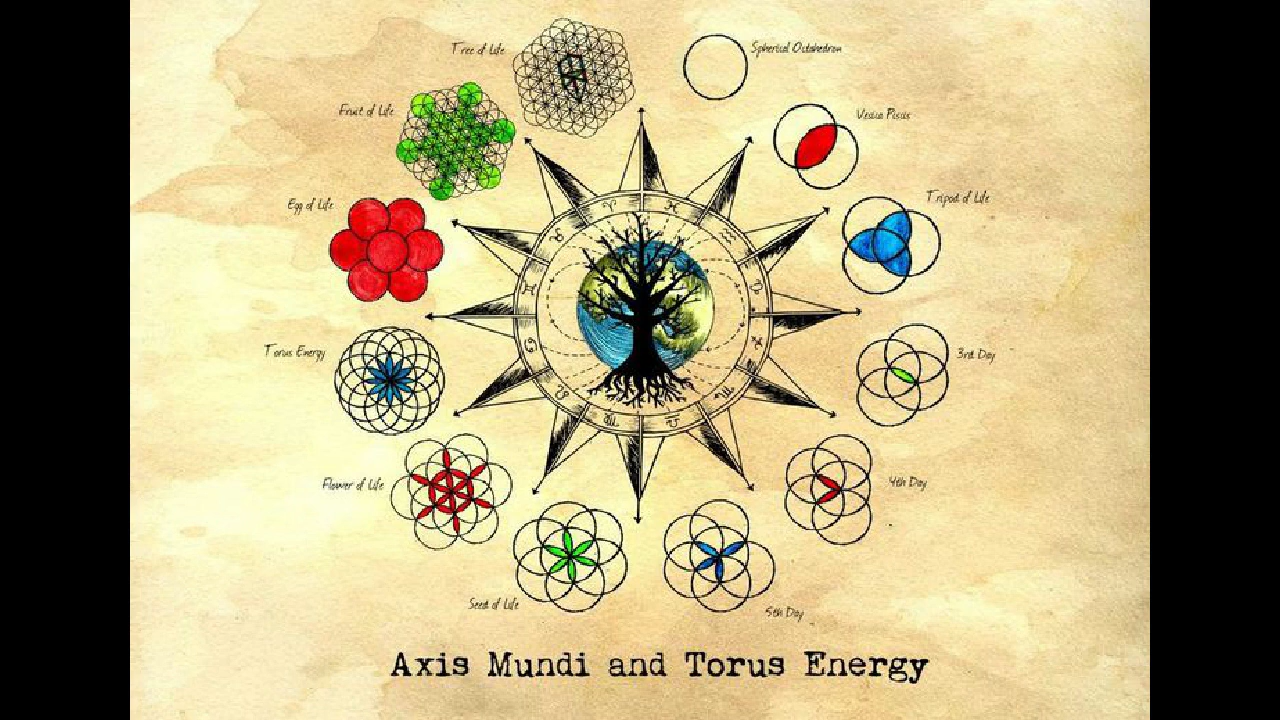 Tree of Life
Spherical Octahedron
Fruit of Life
Vesica Piscis
Tripod of Life
Egg of Life
Torus Energy
3rd Day
Flower of Life
4th Day
Seed of Life
5th Day
Axis Mundi and Torus Energy